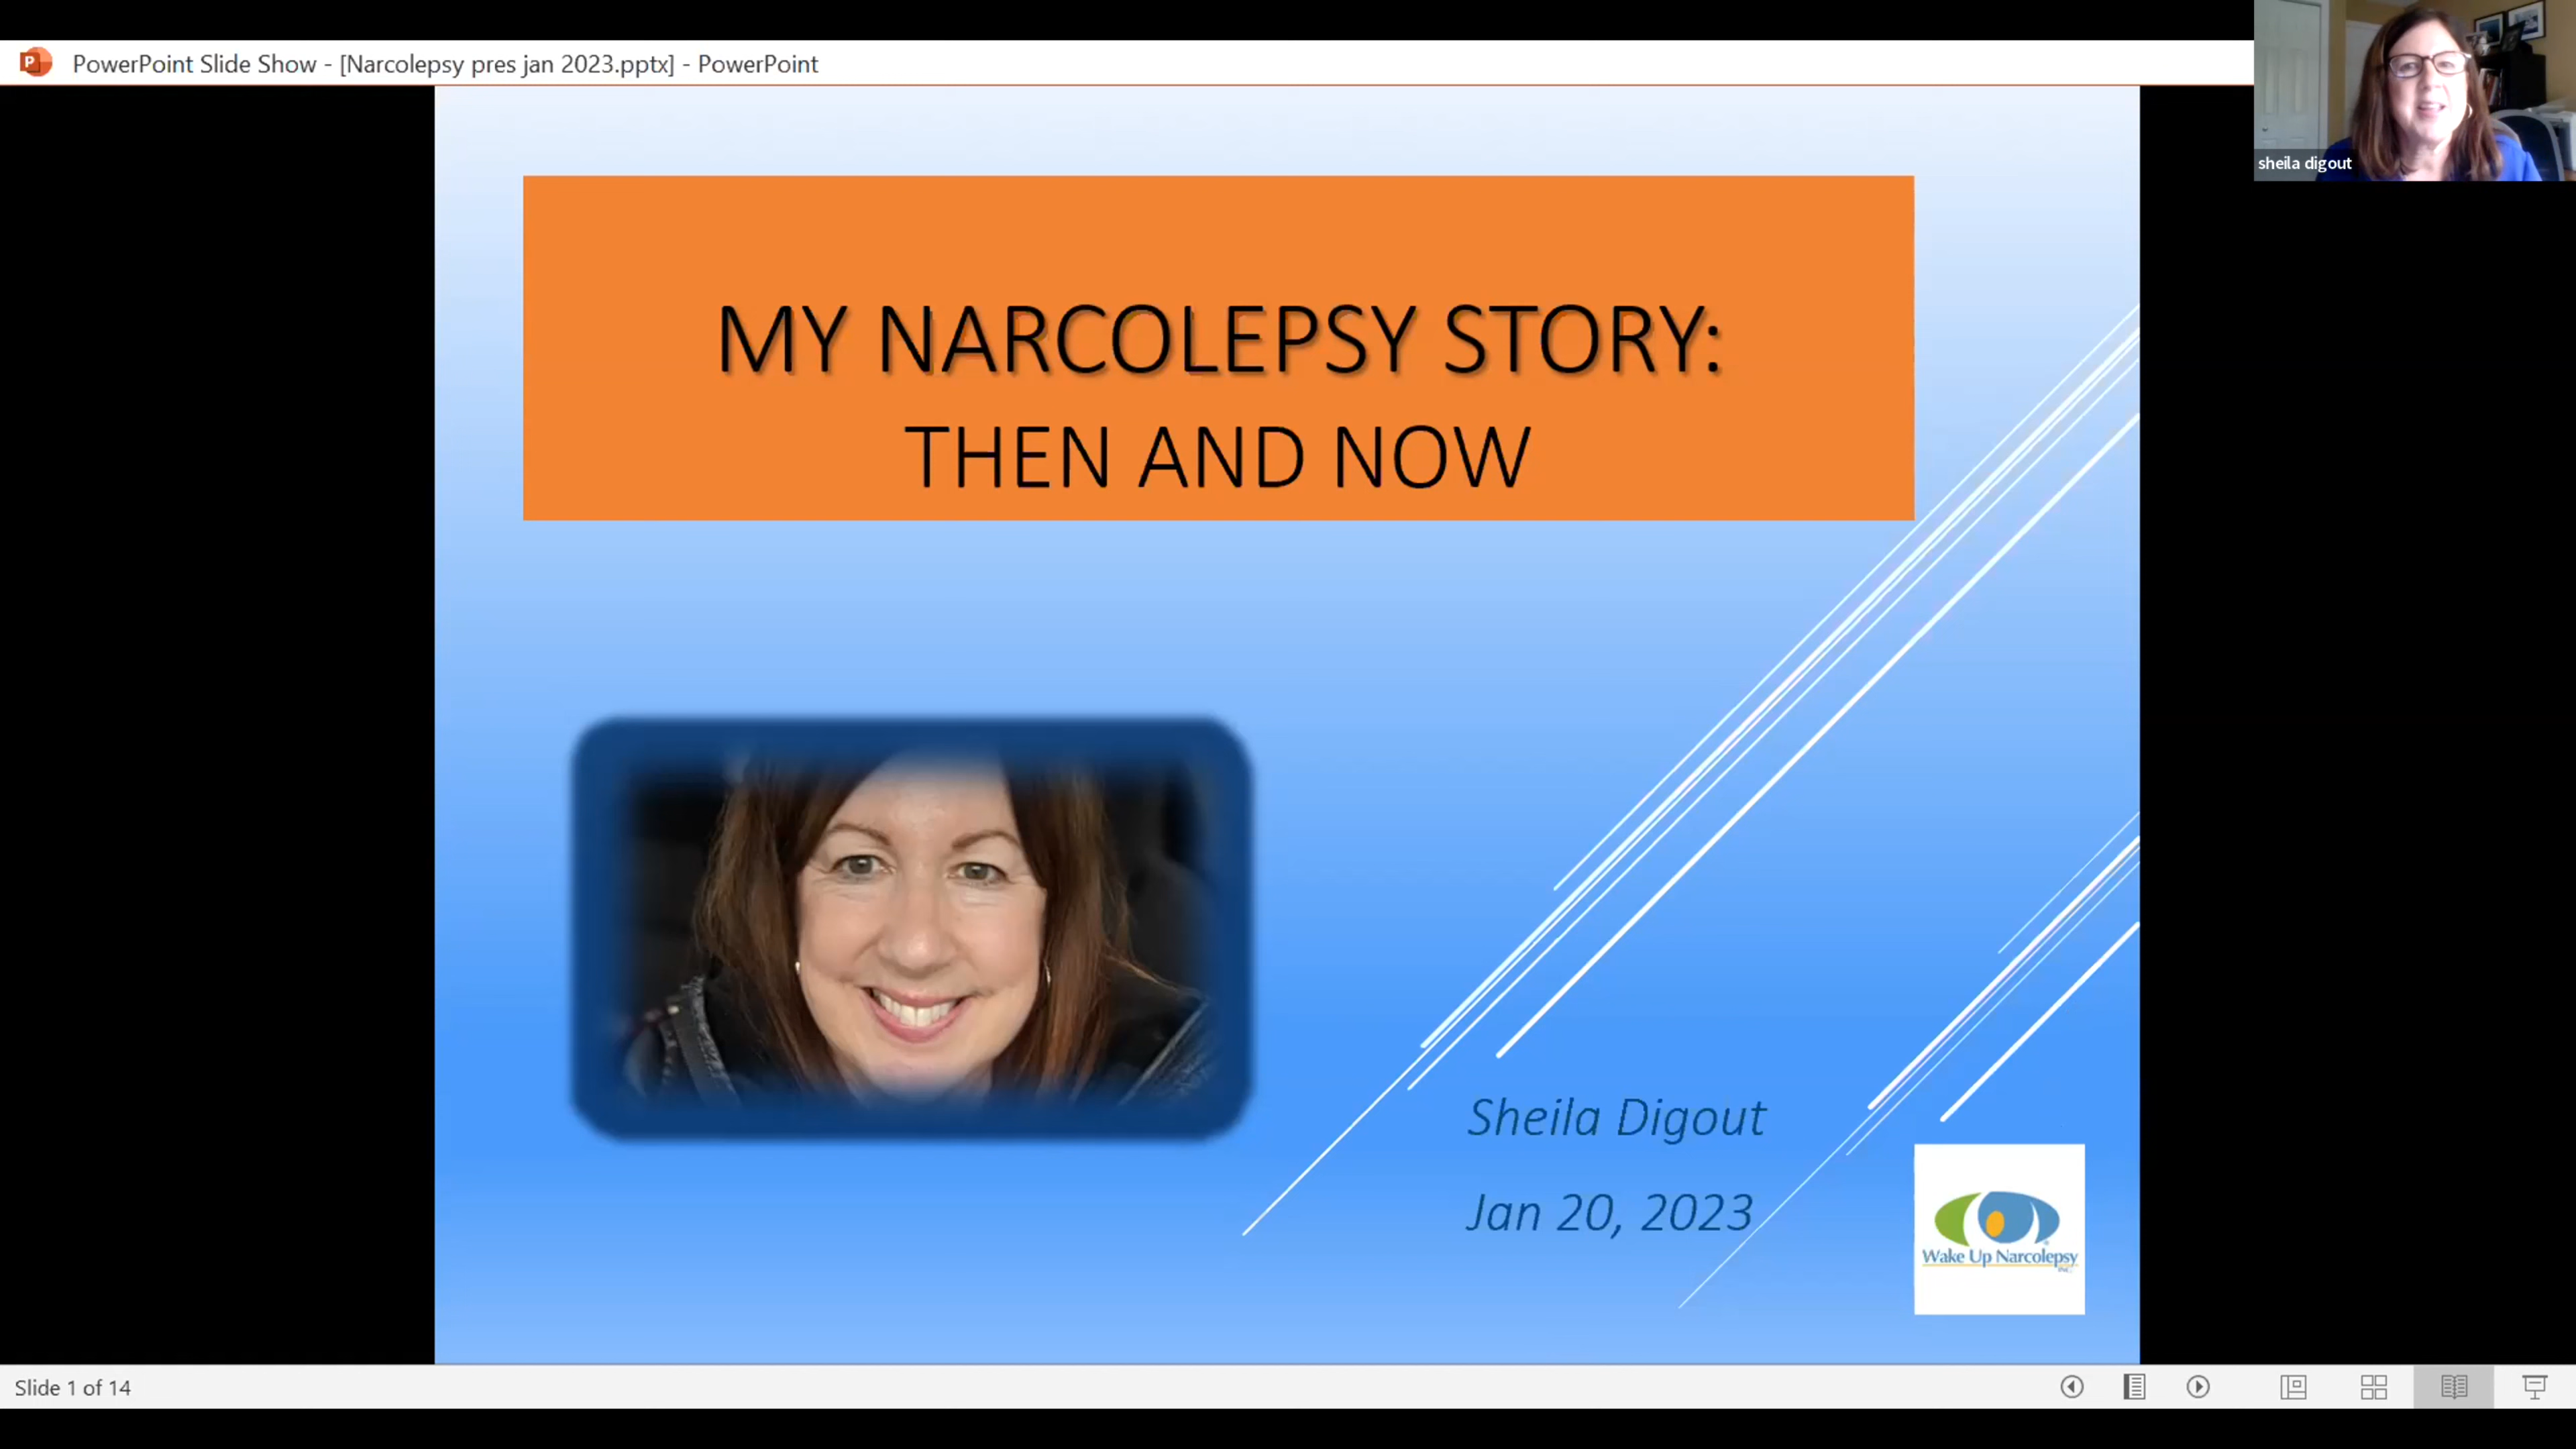 PowerPoint Slide Show - [Narcolepsy pres jan 2023.pptx] - PowerPoint
sheila digout
MY NARCOLEPSY STORY:
THEN AND NOW
Sheila Digout
Jan 20, 2023
Wake Up Narcolepsy
INC.
Slide 1 of 14